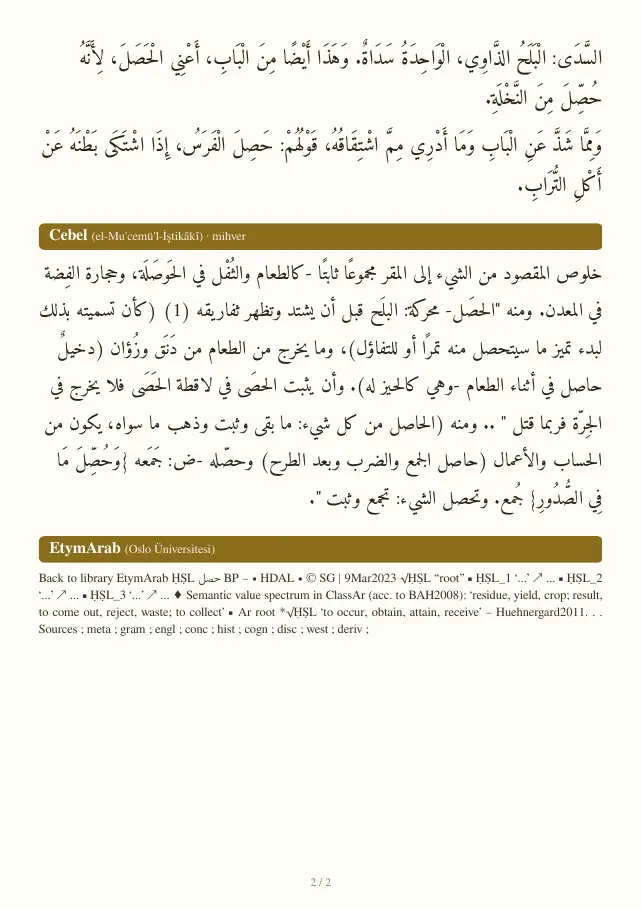 السَّدَى: الْبَلَحُ الذَّاوِي، الْوَاحِدَةُ سَدَاةٌ. وَهَذَا أَيْضًا مِنَ الْبَابِ، أَعْنِي الْحَصَلَ، لِأَنَّهُ
حُصِّلَ مِنَ النَّخْلَةِ.
وَمِمَّا شَذَّ عَنِ الْبَابِ وَمَا أَدْرِي مِمَّ اشْتِقَاقُهُ، قَوْلُهُمْ: حَصِلَ الْفَرَسُ، إِذَا اشْتَكَى بَطْنَهُ عَنْ
أَكْلِ التُّرَابِ.
Cebel (el-Mu'cemü'l-İştikâkî) · mihver
خلوص المقصود من الشيء إلى المقر مجموعًا ثابتًا -كالطعام والثُفْل في الحَوصَلَة، وحجارة الفِضة
في المعدن. ومنه "الحصَل- محركة: البلَح قبل أن يشتد وتظهر ثفاريقه (1) (كأن تسميته بذلك
لبدء تميز ما سيتحصل منه تمرًا أو للتفاؤل)، وما يخرج من الطعام من دَنَق وزُؤان (دخيلٌ
حاصل في أثناء الطعام -وهي كالحيز له). وأن يثبت الحصَى في لاقطة الحَصَى فلا يخرج في
الجِرّة فربما قتل " .. ومنه (الحاصل من كل شيء: ما بقى وثبت وذهب ما سواه، يكون من
الحساب والأعمال (حاصل الجمع والضرب وبعد الطرح) وحصّله -ض: جَمَعه {وَحُصِّلَ مَا
فِي الصُّدُورِ} جُمع. وتحصل الشيء: تجمع وثبت ".
EtymArab (Oslo Üniversitesi)
Back to library EtymArab ḤṢL حصل BP – • HDAL • © SG | 9Mar2023 √ḤṢL “root” ▪ ḤṢL_1 ‘...’ ↗ ... ▪ ḤṢL_2
‘...’ ↗ ... ▪ ḤṢL_3 ‘...’ ↗ ... ♦ Semantic value spectrum in ClassAr (acc. to BAH2008): ‘residue, yield, crop; result,
to come out, reject, waste; to collect’ ▪ Ar root *√ḤṢL ‘to occur, obtain, attain, receive’ – Huehnergard2011. . .
Sources ; meta ; gram ; engl ; conc ; hist ; cogn ; disc ; west ; deriv ;
2 / 2